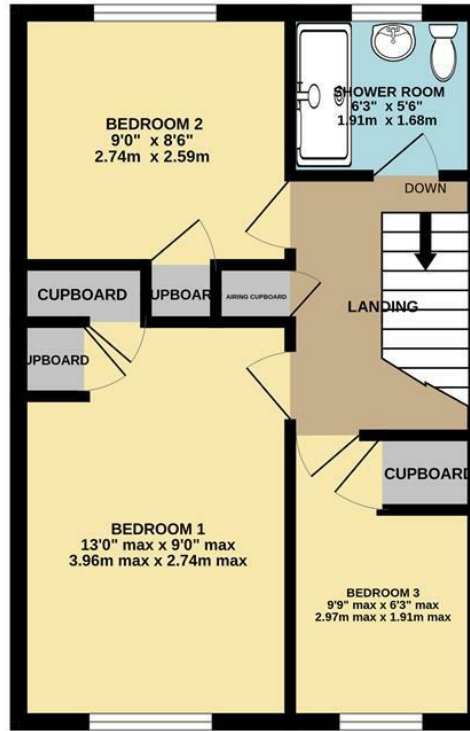 SHOWER ROOM
6'3" x 5'6"
1.91m x 1.68m
BEDROOM 2
9'0" x 8'6"
2.74m x 2.59m
DOWN
CUPBOARD
UPBOAR
AIRING CUPBOARD
LANDING
UPBOARD
CUPBOARD
BEDROOM 1
13'0" max x 9'0" max
3.96m max x 2.74m max
BEDROOM 3
9'9" max x 6'3" max
2.97m max x 1.91m max